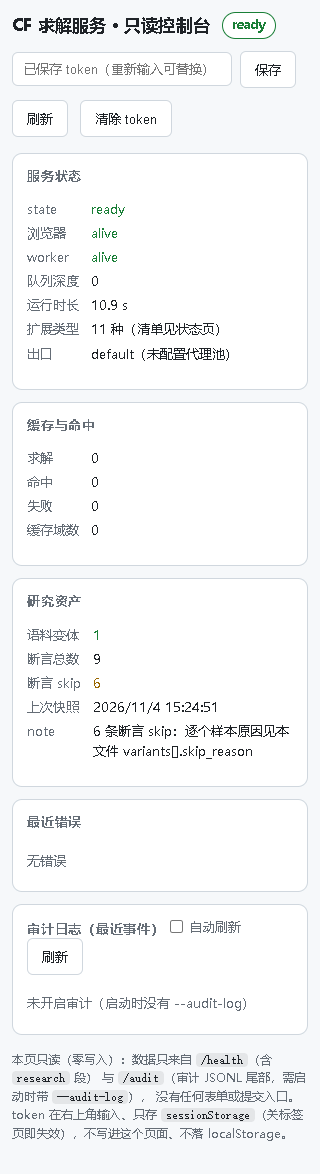 CF 求解服务 · 只读控制台 ready
已保存 token（重新输入可替换） 保存
刷新 清除 token
服务状态
state ready
浏览器 alive
worker alive
队列深度 0
运行时长 10.9 s
扩展类型 11 种（清单见状态页）
出口 default（未配置代理池）
缓存与命中
求解 0
命中 0
失败 0
缓存域数 0
研究资产
语料变体 1
断言总数 9
断言 skip 6
上次快照 2026/11/4 15:24:51
note 6 条断言 skip：逐个样本原因见本
文件 variants[].skip_reason
最近错误
无错误
审计日志（最近事件） 自动刷新
刷新
未开启审计（启动时没有 --audit-log）
本页只读（零写入）：数据只来自 /health（含
research 段）与 /audit（审计 JSONL 尾部，需启
动时带 --audit-log），没有任何表单或提交入口。
token 在右上角输入、只存 sessionStorage（关标签
页即失效），不写进这个页面、不落 localStorage。